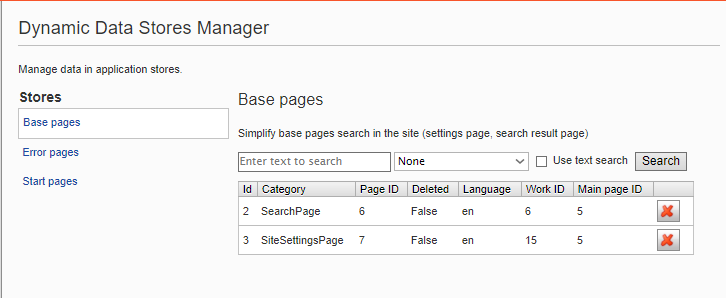 Dynamic Data Stores Manager
Manage data in application stores.
Stores
Base pages
Error pages
Start pages
Base pages
Simplify base pages search in the site (settings page, search result page)
Enter text to search None Use text search Search
Id Category Page ID Deleted Language Work ID Main page ID
2 SearchPage 6 False en 6 5
3 SiteSettingsPage 7 False en 15 5